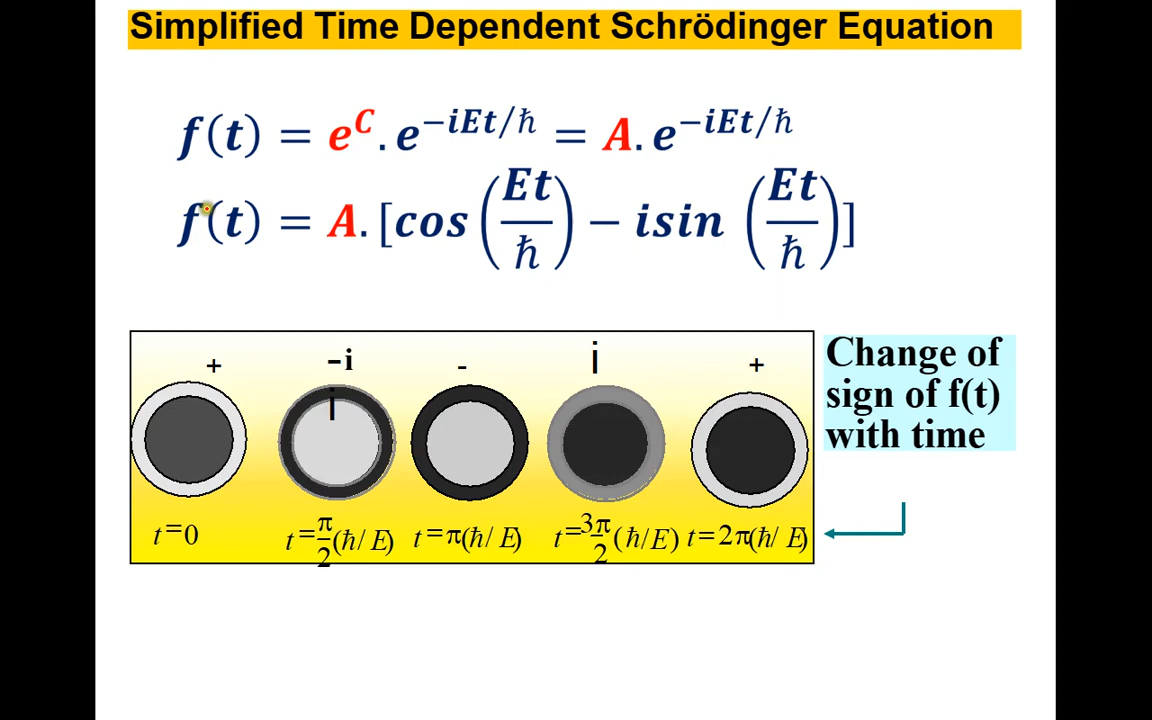 Simplified Time Dependent Schrödinger Equation
f(t) = e^C . e^{−iEt/ℏ} = A. e^{−iEt/ℏ}
f(t) = A. [cos (Et/ℏ) − isin (Et/ℏ)]
+ −i - i +
i
t=0 t=π/2(ℏ/E) t=π(ℏ/E) t=3π/2(ℏ/E) t=2π(ℏ/E)
Change of
sign of f(t)
with time